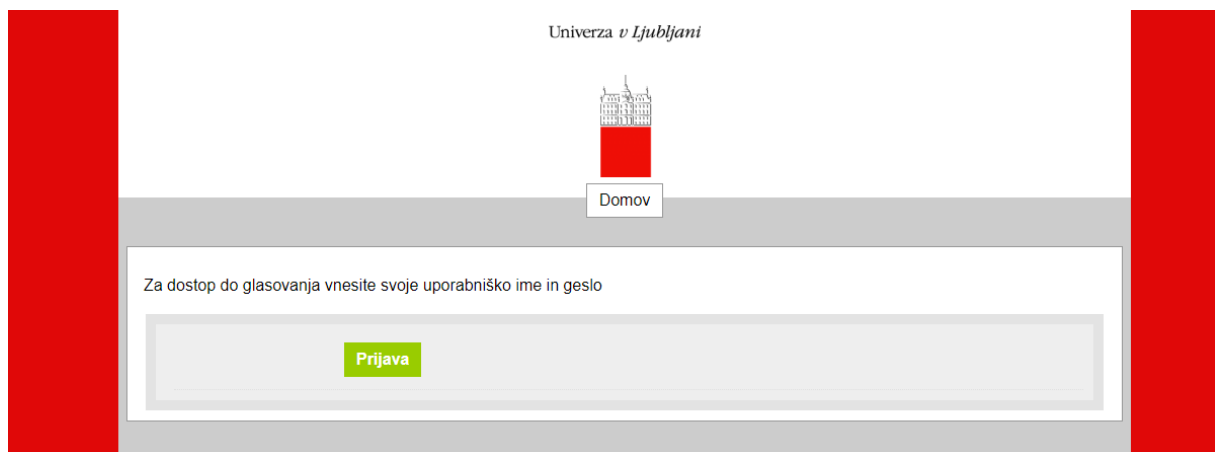 Univerza v Ljubljani
Domov
Za dostop do glasovanja vnesite svoje uporabniško ime in geslo
Prijava